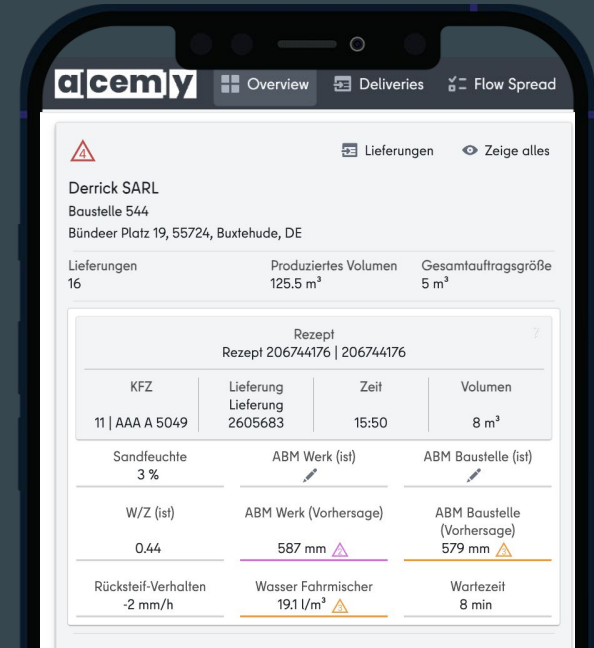 a|cem|y Overview Deliveries Flow Spread
4 Lieferungen Zeige alles
Derrick SARL
Baustelle 544
Bündeer Platz 19, 55724, Buxtehude, DE
Lieferungen Produziertes Volumen Gesamtauftragsgröße
16 125.5 m³ 5 m³
Rezept
Rezept 206744176 | 206744176
KFZ Lieferung Zeit Volumen
Lieferung
11 | AAA A 5049 2605683 15:50 8 m³
Sandfeuchte ABM Werk (ist) ABM Baustelle (ist)
3 %
W/Z (ist) ABM Werk (Vorhersage) ABM Baustelle
(Vorhersage)
0.44 587 mm 579 mm
Rücksteif-Verhalten Wasser Fahrmischer Wartezeit
-2 mm/h 19.1 l/m³ 8 min